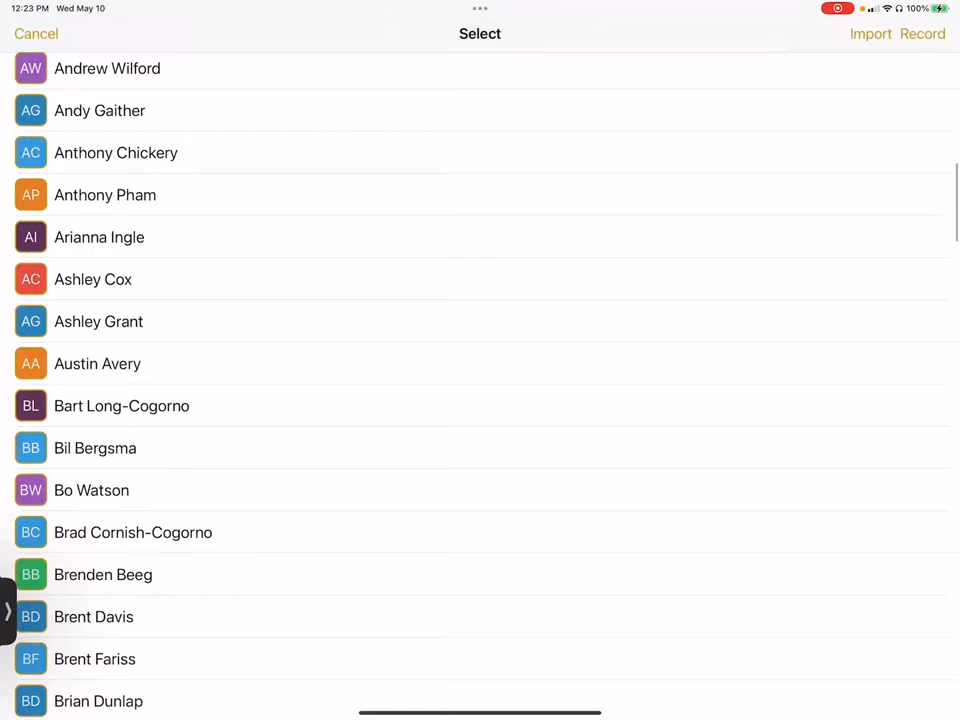 12:23 PM Wed May 10
100%
Cancel
Select
Import Record
AW Andrew Wilford
AG Andy Gaither
AC Anthony Chickery
AP Anthony Pham
AI Arianna Ingle
AC Ashley Cox
AG Ashley Grant
AA Austin Avery
BL Bart Long-Cogorno
BB Bil Bergsma
BW Bo Watson
BC Brad Cornish-Cogorno
BB Brenden Beeg
BD Brent Davis
BF Brent Fariss
BD Brian Dunlap